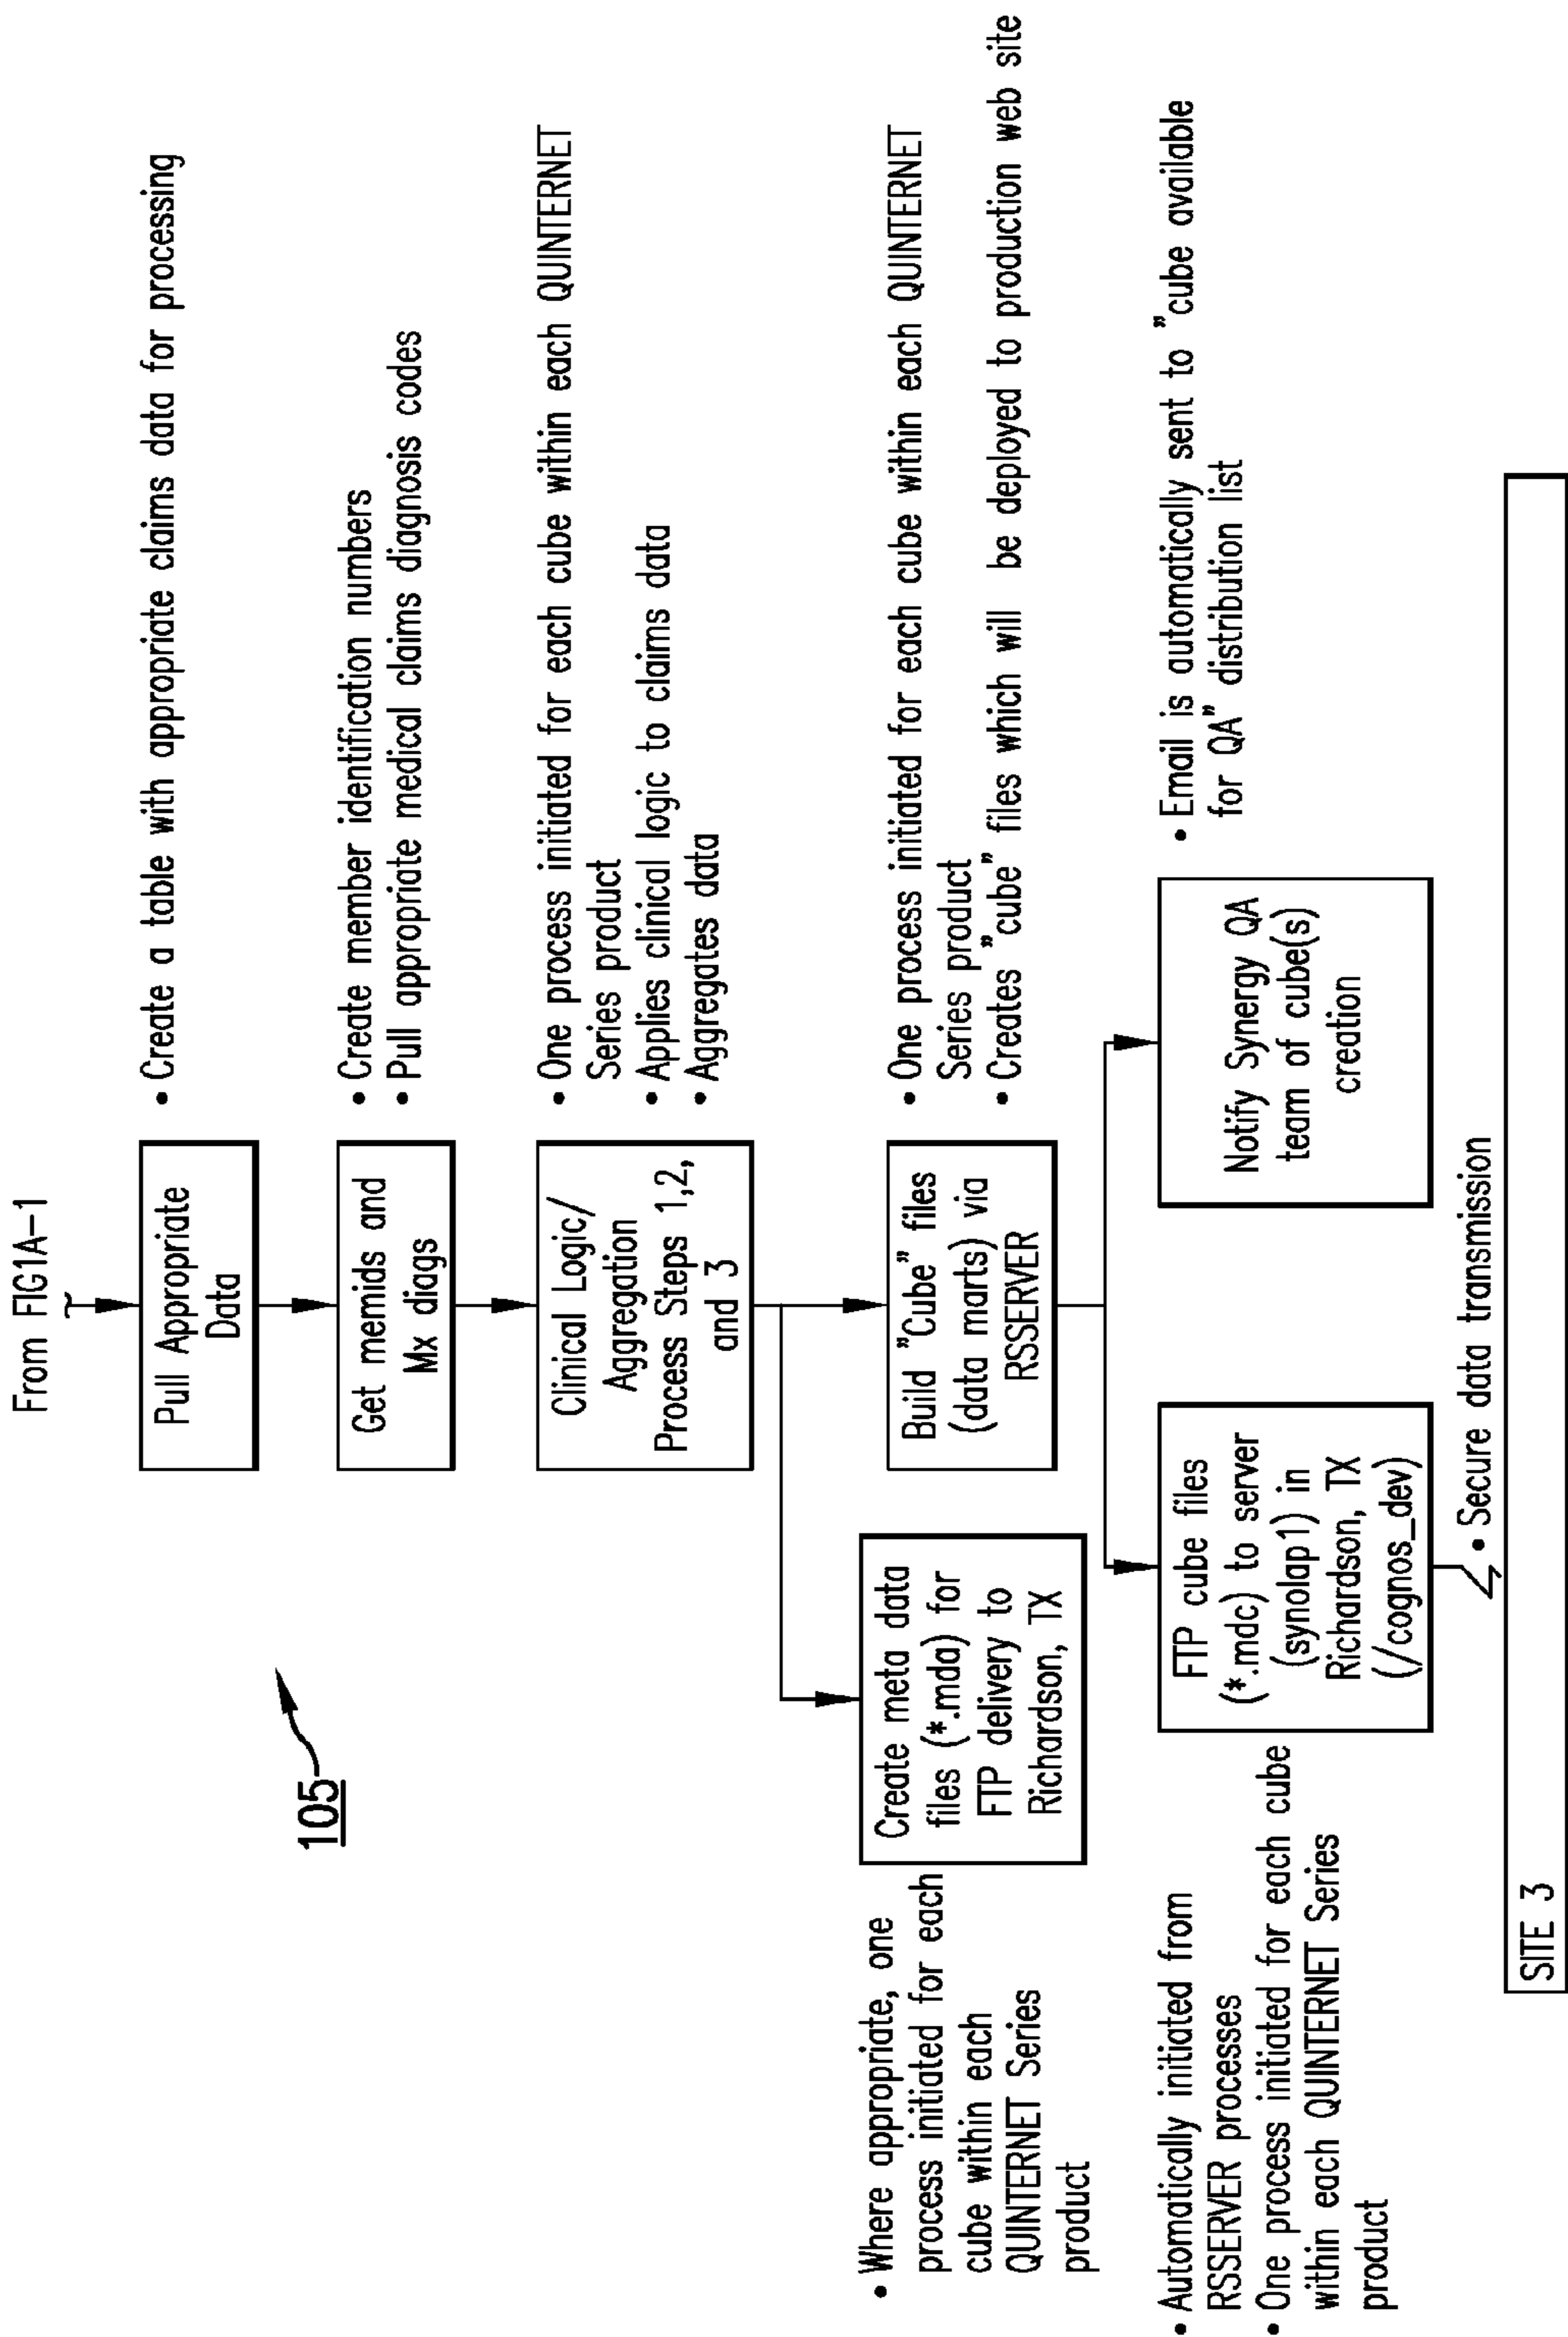 From FIG1A-1
Pull Appropriate
Data
• Create a table with appropriate claims data for processing
Get memids and
Mx diags
• Create member identification numbers
• Pull appropriate medical claims diagnosis codes
105
Clinical Logic/
Aggregation
Process Steps 1,2,
and 3
• One process initiated for each cube within each QUINTERNET
Series product
• Applies clinical logic to claims data
• Aggregates data
• Where appropriate, one
process initiated for each
cube within each
QUINTERNET Series
product
Create meta data
files (*.mda) for
FTP delivery to
Richardson, TX
Build "Cube" files
(data marts) via
RSSERVER
• One process initiated for each cube within each QUINTERNET
Series product
• Creates "cube" files which will be deployed to production web site
• Automatically initiated from
RSSERVER processes
• One process initiated for each cube
within each QUINTERNET Series
product
FTP cube files
(*.mdc) to server
(synolap1) in
Richardson, TX
(/cognos_dev)
Notify Synergy QA
team of cube(s)
creation
• Email is automatically sent to "cube available
for QA" distribution list
• Secure data transmission
SITE 3